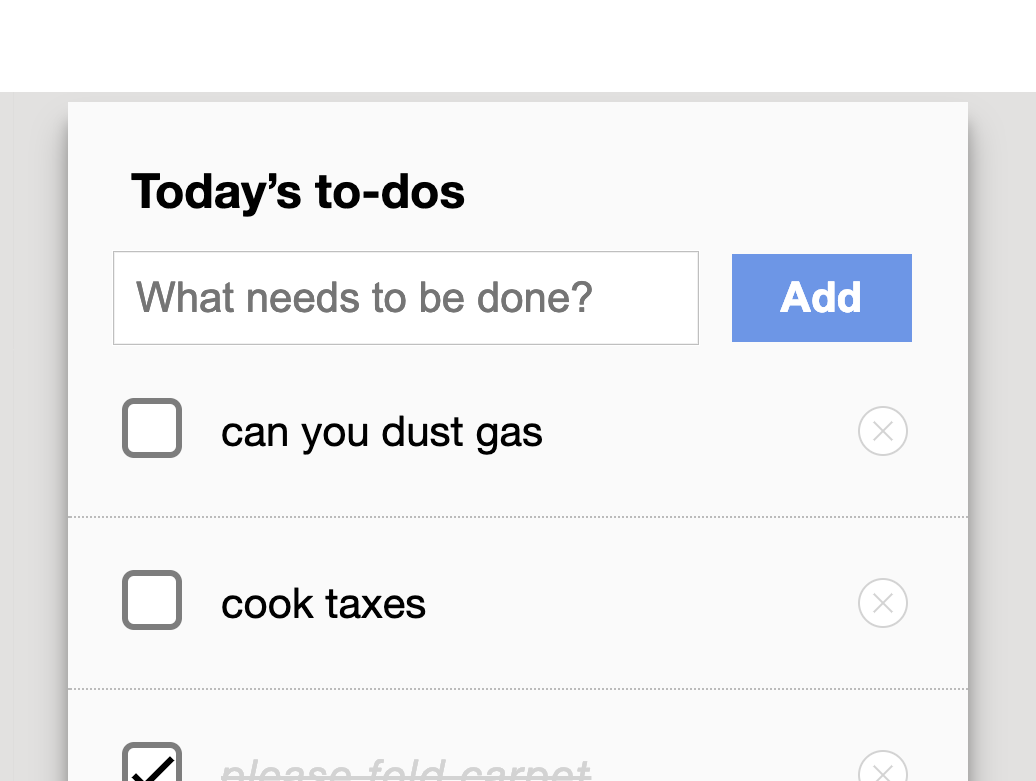 Today’s to-dos
What needs to be done?
Add
can you dust gas
cook taxes
please fold carpet